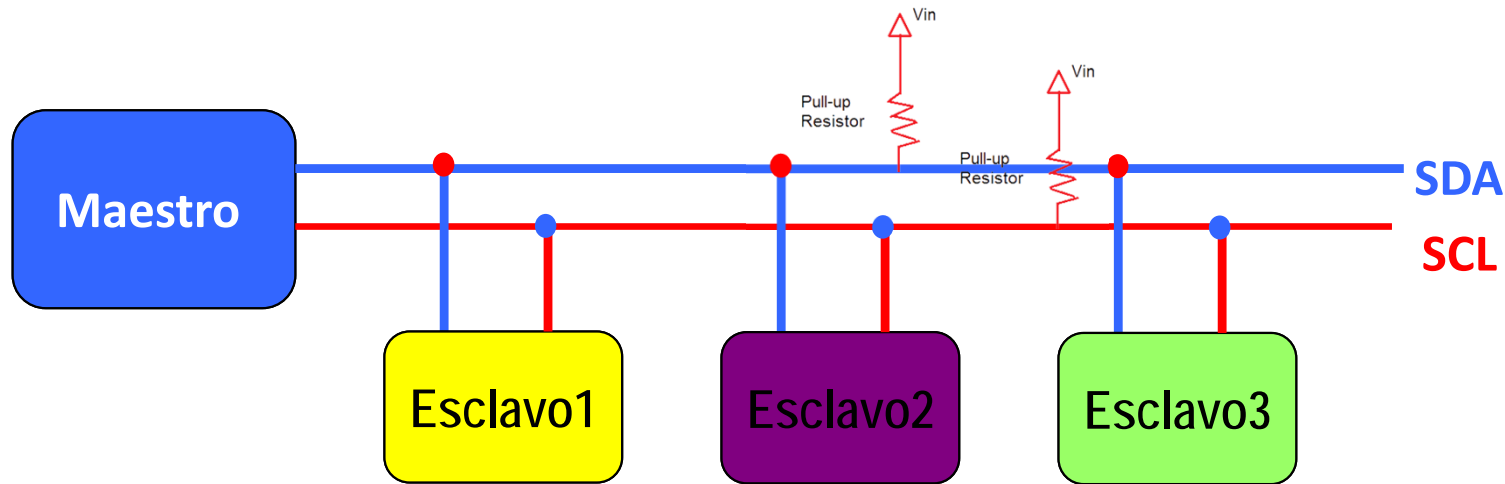 Vin
Vin
Pull-up
Resistor
Pull-up
Resistor
Maestro
SDA
SCL
Esclavo1
Esclavo2
Esclavo3